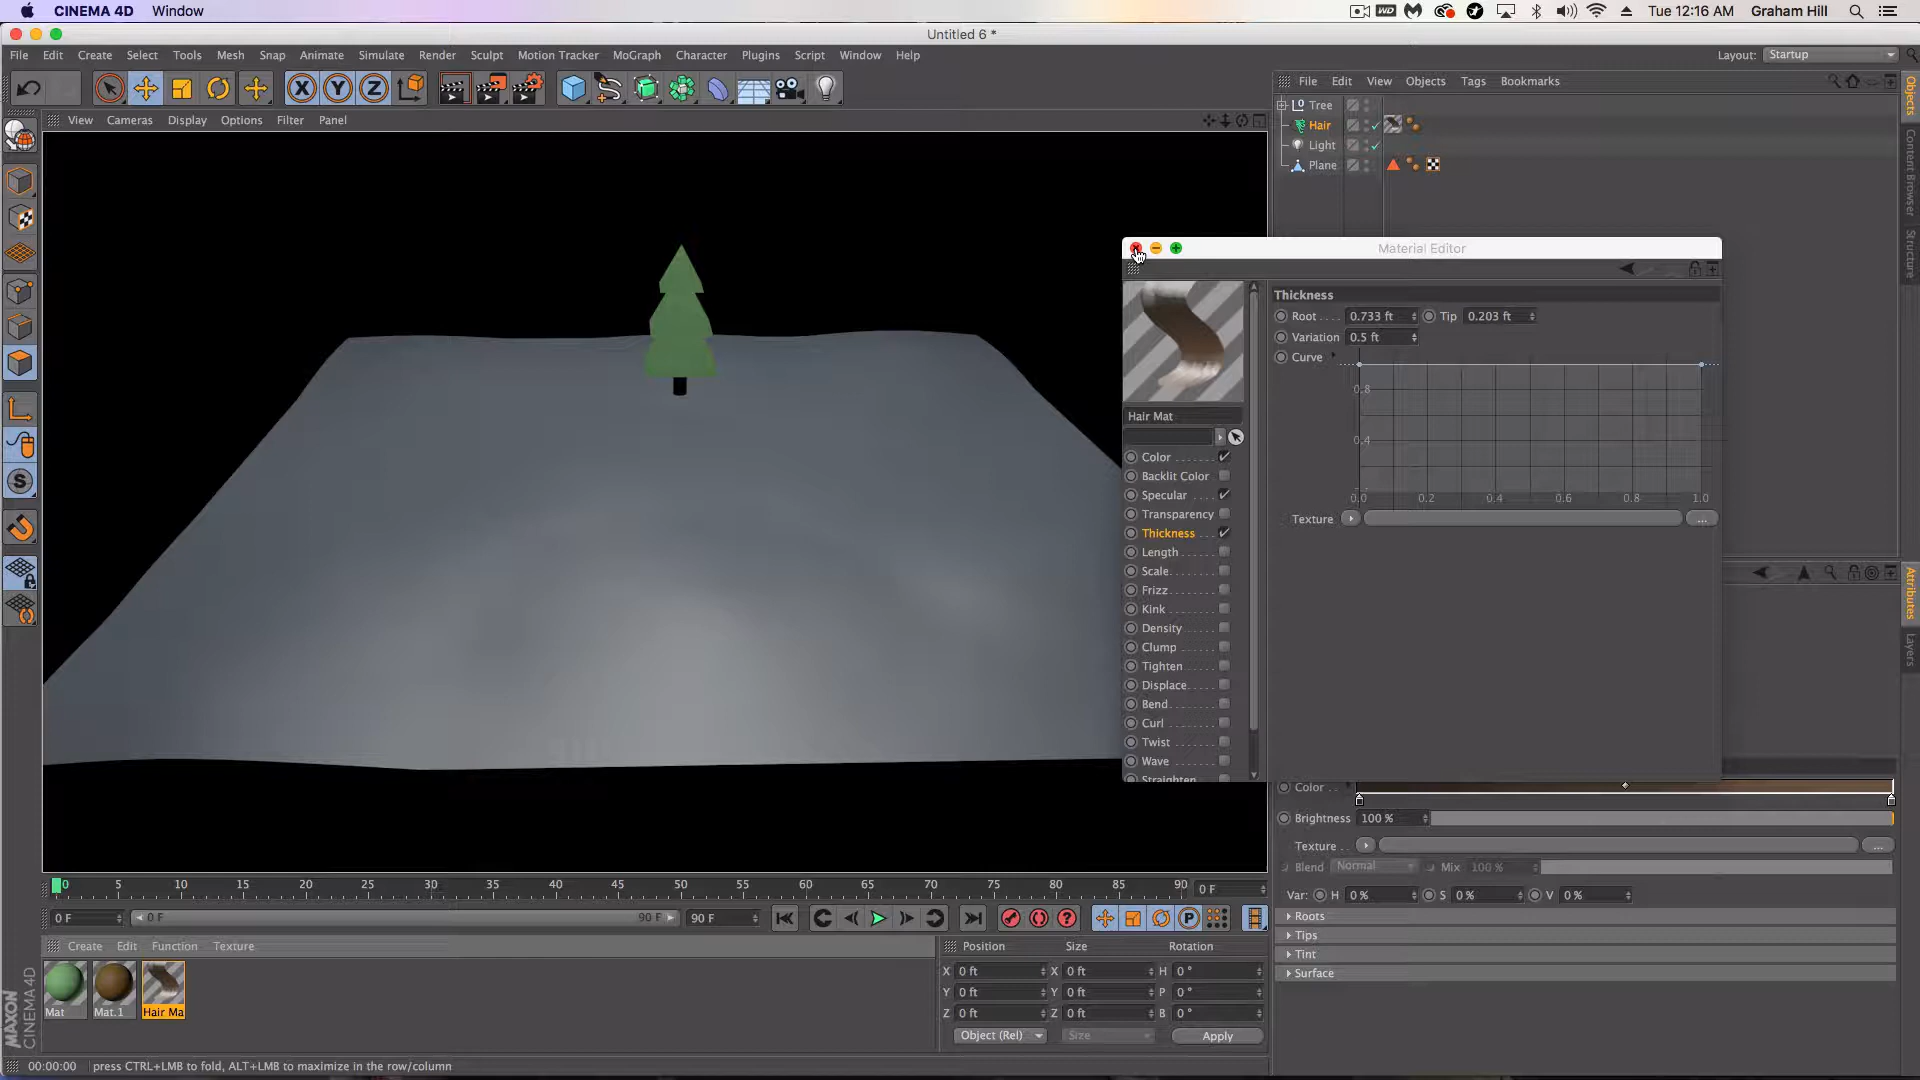 CINEMA 4D Window
Tue 12:16 AM Graham Hill
Untitled 6 *
File Edit Create Select Tools Mesh Snap Animate Simulate Render Sculpt Motion Tracker MoGraph Character Plugins Script Window Help
Layout: Startup
File Edit View Objects Tags Bookmarks
View Cameras Display Options Filter Panel
Tree
Hair
Light
Plane
Objects
Content Browser
Structure
Attributes
Layers
Material Editor
Thickness
Root 0.733 ft Tip 0.203 ft
Variation 0.5 ft
Curve
0.8
0.4
0.0 0.2 0.4 0.6 0.8 1.0
Texture ...
Hair Mat
Color
Backlit Color
Specular
Transparency
Thickness
Length
Scale
Frizz
Kink
Density
Clump
Tighten
Displace
Bend
Curl
Twist
Wave
Straighten
Color
Brightness 100 %
Texture ...
Blend Normal Mix 100 %
Var: H 0 % S 0 % V 0 %
Roots
Tips
Tint
Surface
0 5 10 15 20 25 30 35 40 45 50 55 60 65 70 75 80 85 90 0 F
0 F 0 F 90 F 90 F
Create Edit Function Texture
Mat Mat.1 Hair Ma
Position Size Rotation
X 0 ft X 0 ft H 0 °
Y 0 ft Y 0 ft P 0 °
Z 0 ft Z 0 ft B 0 °
Object (Rel) Size Apply
MAXON
CINEMA 4D
00:00:00 press CTRL+LMB to fold, ALT+LMB to maximize in the row/column